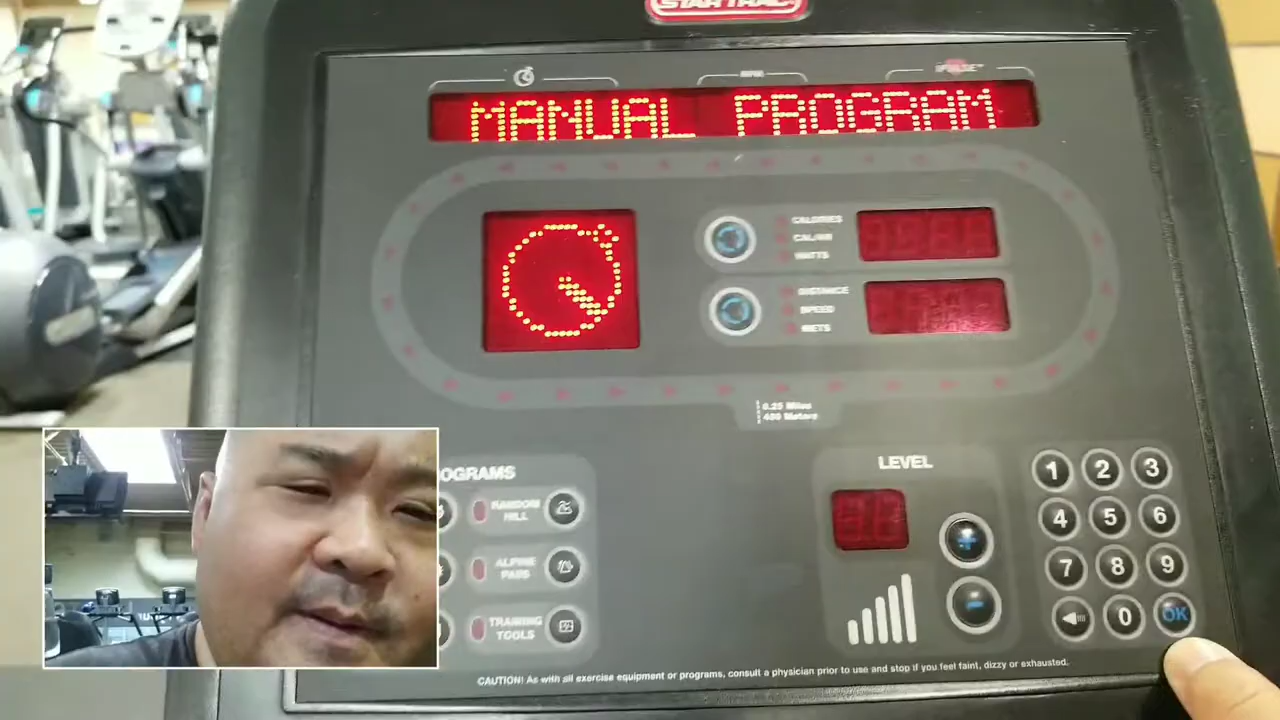 STAR TRAC
RPM
MANUAL PROGRAM
CALORIES
CAL/HR
WATTS
DISTANCE
SPEED
METS
0.25 Miles
400 Meters
OGRAMS
RANDOM
HILL
ALPINE
PASS
TRAINING
TOOLS
LEVEL
+
-
1 2 3
4 5 6
7 8 9
0 OK
CAUTION! As with all exercise equipment or programs, consult a physician prior to use and stop if you feel faint, dizzy or exhausted.